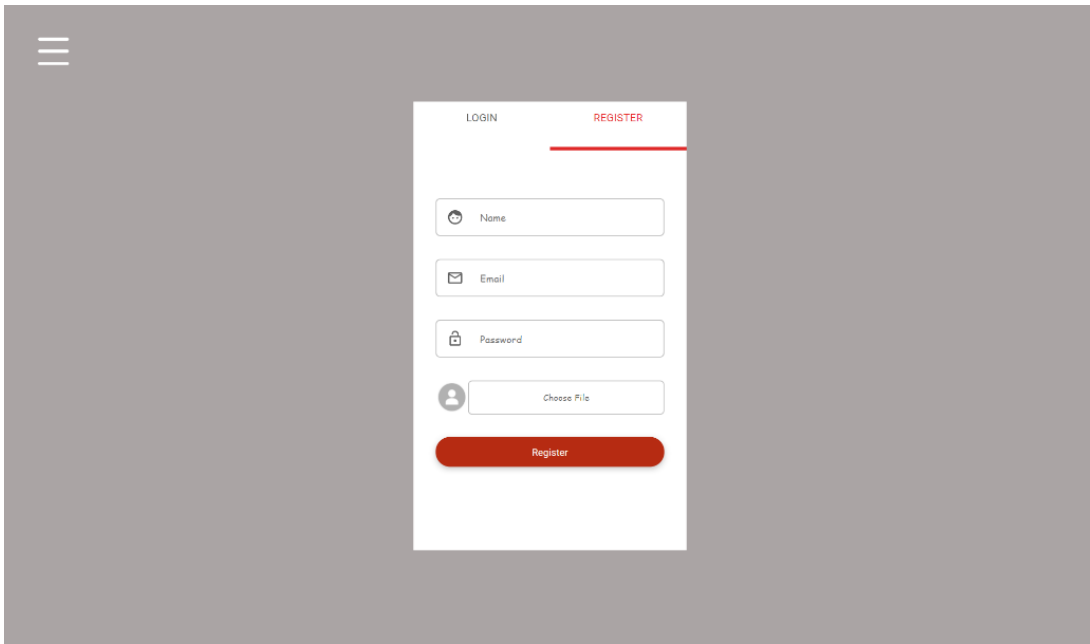 LOGIN REGISTER
Name
Email
Password
Choose File
Register